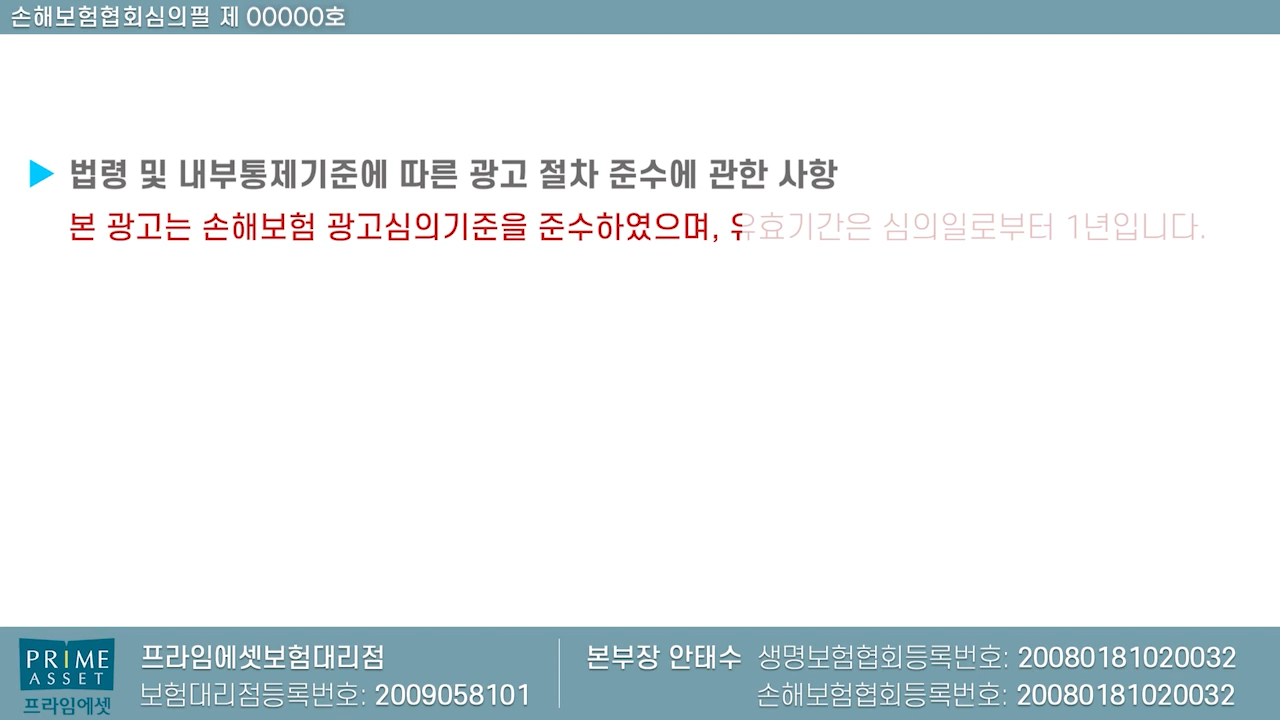 손해보험협회심의필 제 00000호
▶ 법령 및 내부통제기준에 따른 광고 절차 준수에 관한 사항
본 광고는 손해보험 광고심의기준을 준수하였으며, 유효기간은 심의일로부터 1년입니다.
PRIME
ASSET
프라임에셋
프라임에셋보험대리점
보험대리점등록번호: 2009058101
본부장 안태수 생명보험협회등록번호: 20080181020032
손해보험협회등록번호: 20080181020032